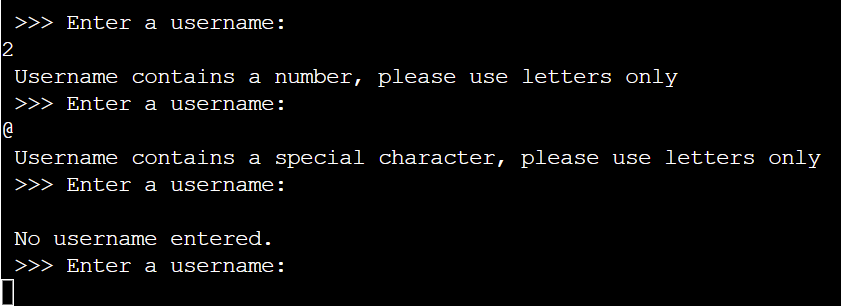 >>> Enter a username:
2
Username contains a number, please use letters only
>>> Enter a username:
@
Username contains a special character, please use letters only
>>> Enter a username:
No username entered.
>>> Enter a username: